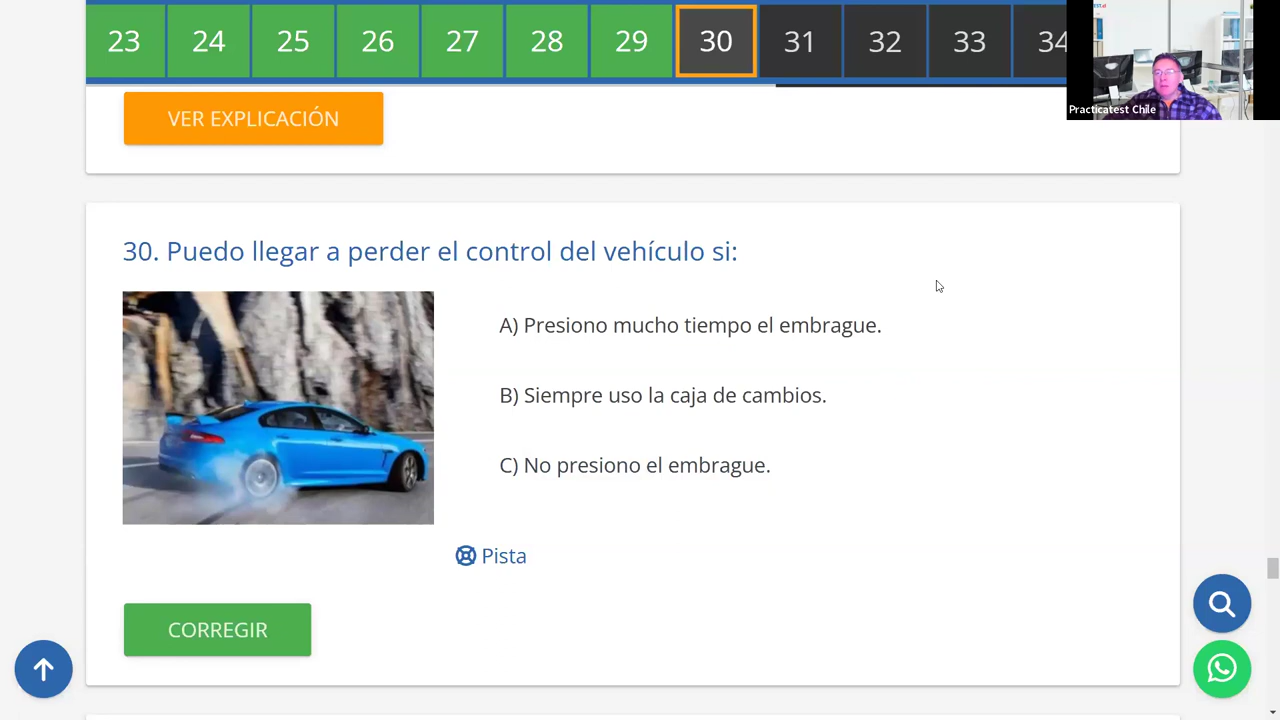 23 24 25 26 27 28 29 30 31 32 33 34
Practicatest Chile
VER EXPLICACIÓN
30. Puedo llegar a perder el control del vehículo si:
A) Presiono mucho tiempo el embrague.
B) Siempre uso la caja de cambios.
C) No presiono el embrague.
Pista
CORREGIR